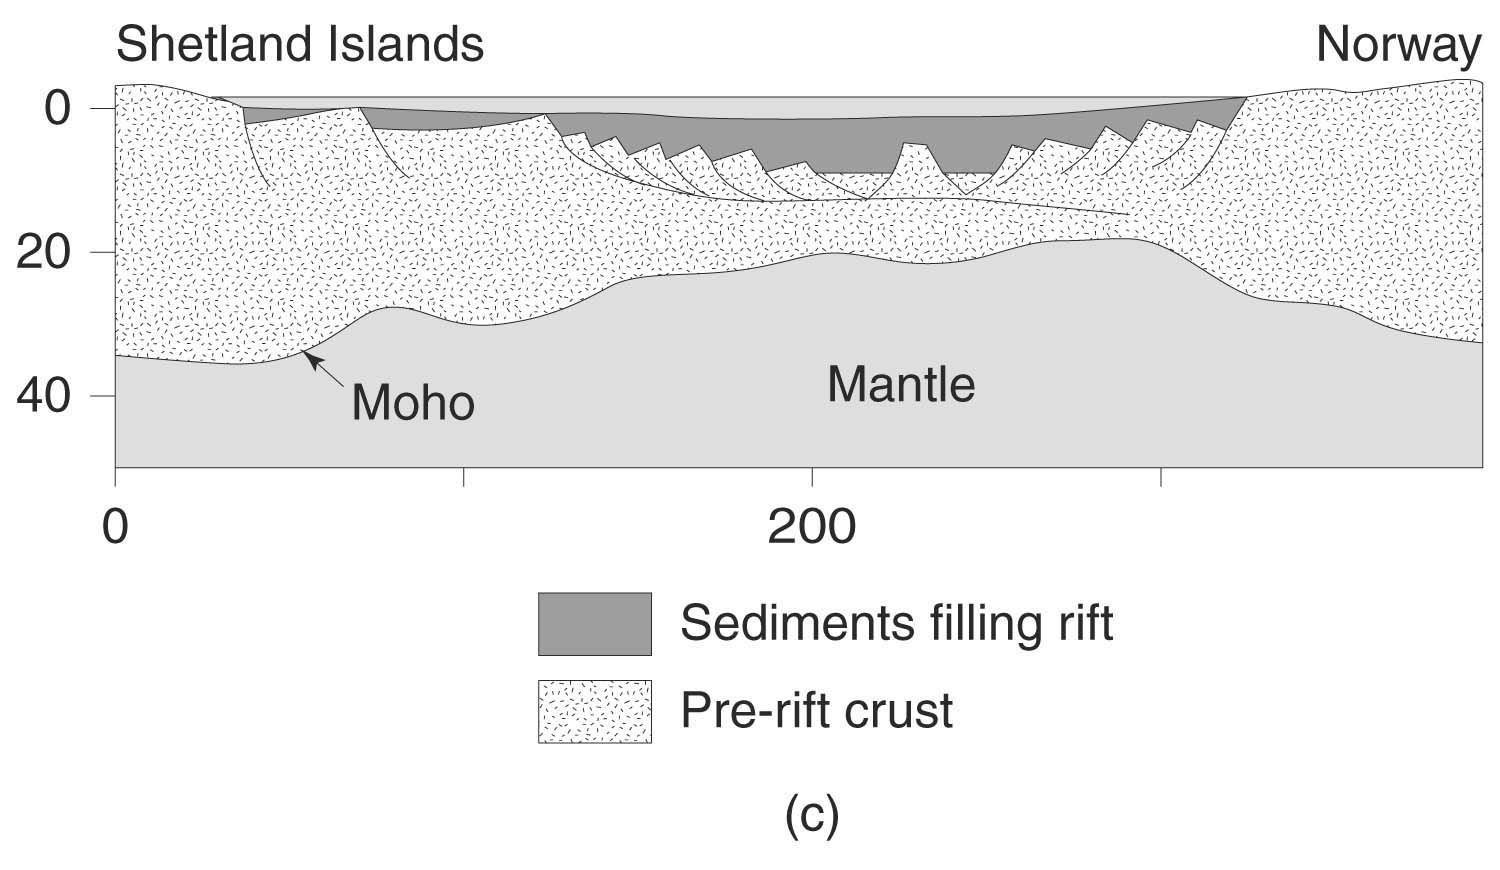 Shetland Islands
Norway
0
20
40
Moho
Mantle
0
200
Sediments filling rift
Pre-rift crust
(c)